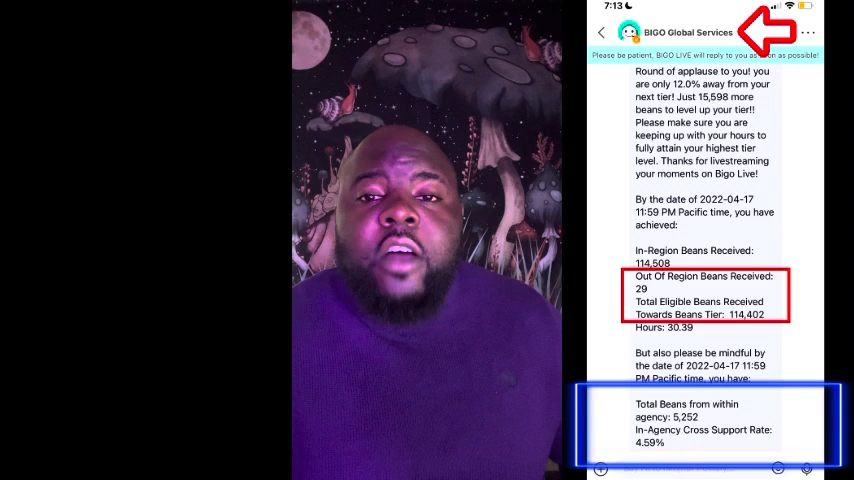 7:13
BIGO Global Services
Please be patient, BIGO LIVE will reply to you as soon as possible!
Round of applause to you! you
are only 12.0% away from your
next tier! Just 15,598 more
beans to level up your tier!!
Please make sure you are
keeping up with your hours to
fully attain your highest tier
level. Thanks for livestreaming
your moments on Bigo Live!
By the date of 2022-04-17
11:59 PM Pacific time, you have
achieved:
In-Region Beans Received:
114,508
Out Of Region Beans Received:
29
Total Eligible Beans Received
Towards Beans Tier: 114,402
Hours: 30.39
But also please be mindful by
the date of 2022-04-17 11:59
PM Pacific time, you have:
Total Beans from within
agency: 5,252
In-Agency Cross Support Rate:
4.59%